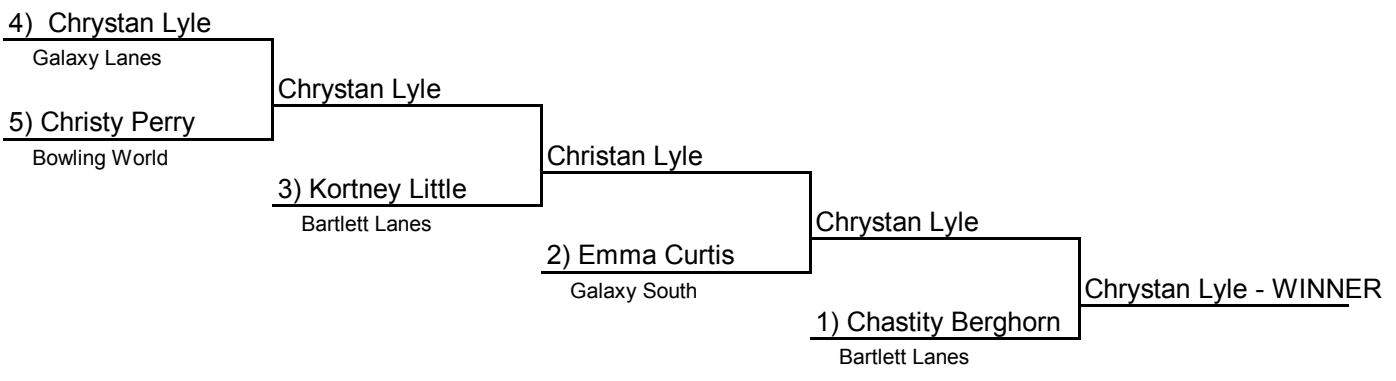 4) Chrystan Lyle
Galaxy Lanes
Chrystan Lyle
5) Christy Perry
Bowling World
Christan Lyle
3) Kortney Little
Bartlett Lanes
Chrystan Lyle
2) Emma Curtis
Galaxy South
Chrystan Lyle - WINNER
1) Chastity Berghorn
Bartlett Lanes